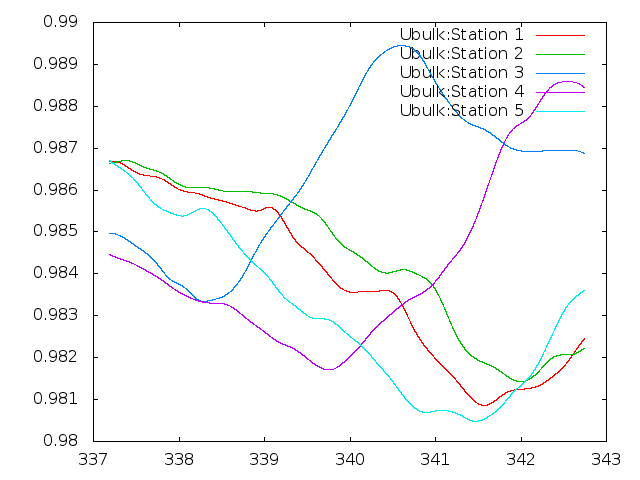 0.99
0.989
0.988
0.987
0.986
0.985
0.984
0.983
0.982
0.981
0.98
337 338 339 340 341 342 343
Ubulk:Station 1
Ubulk:Station 2
Ubulk:Station 3
Ubulk:Station 4
Ubulk:Station 5